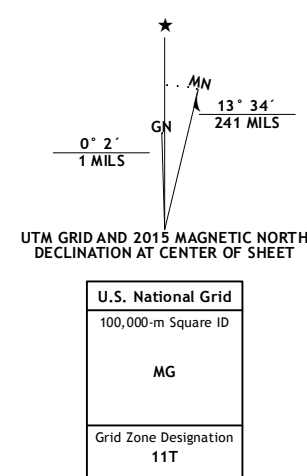 ★
MN
GN
13° 34´
241 MILS
0° 2´
1 MILS
UTM GRID AND 2015 MAGNETIC NORTH
DECLINATION AT CENTER OF SHEET
U.S. National Grid
100,000-m Square ID
MG
Grid Zone Designation
11T